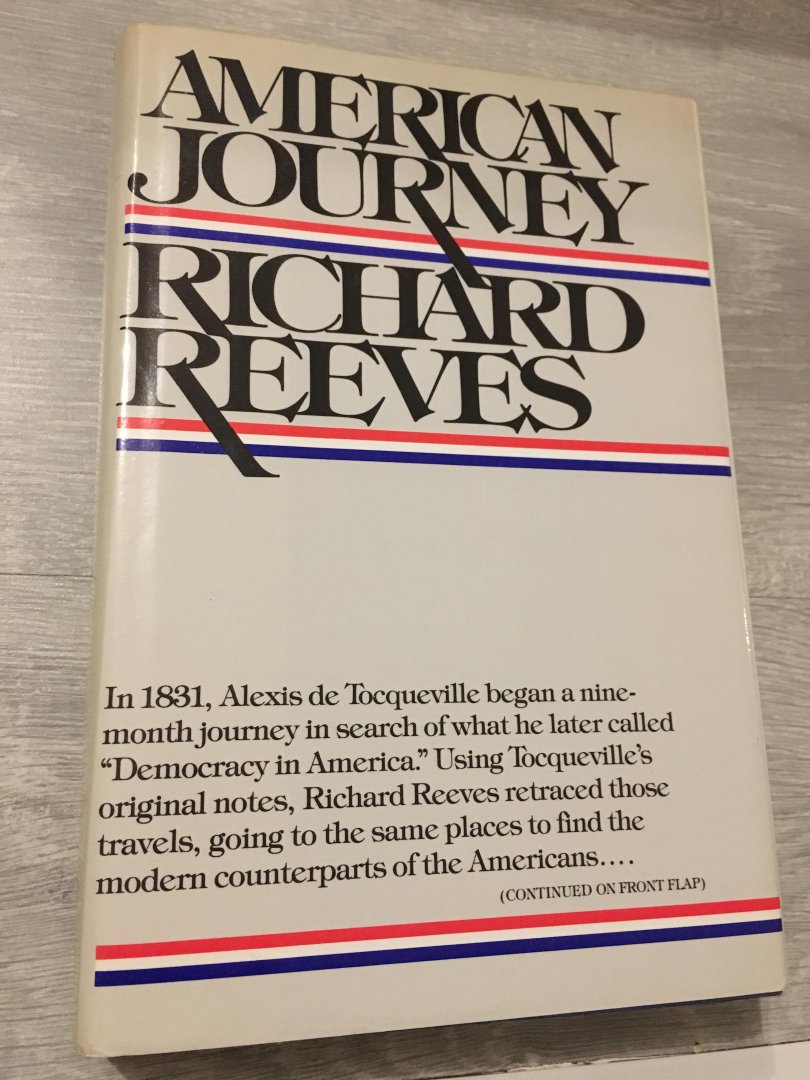 AMERICAN
JOURNEY
RICHARD
REEVES
In 1831, Alexis de Tocqueville began a nine-
month journey in search of what he later called
“Democracy in America.” Using Tocqueville’s
original notes, Richard Reeves retraced those
travels, going to the same places to find the
modern counterparts of the Americans....
(CONTINUED ON FRONT FLAP)